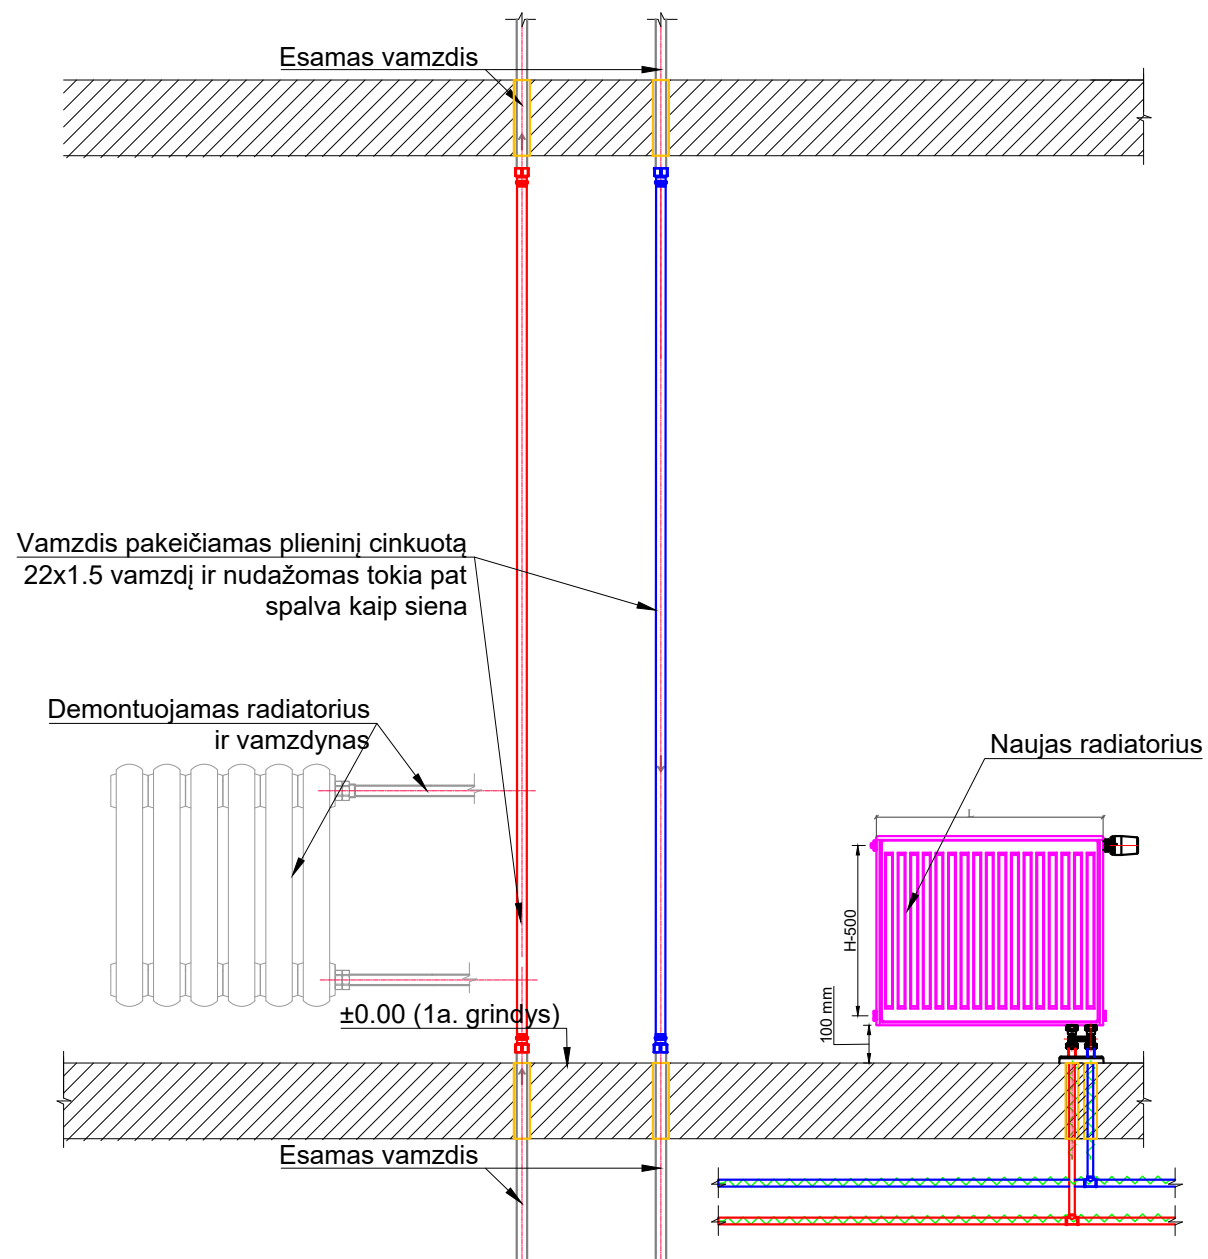 Esamas vamzdis
Vamzdis pakeičiamas plieninį cinkuotą
22x1.5 vamzdį ir nudažomas tokia pat
spalva kaip siena
Demontuojamas radiatorius
ir vamzdynas
Naujas radiatorius
L
H-500
100 mm
±0.00 (1a. grindys)
Esamas vamzdis